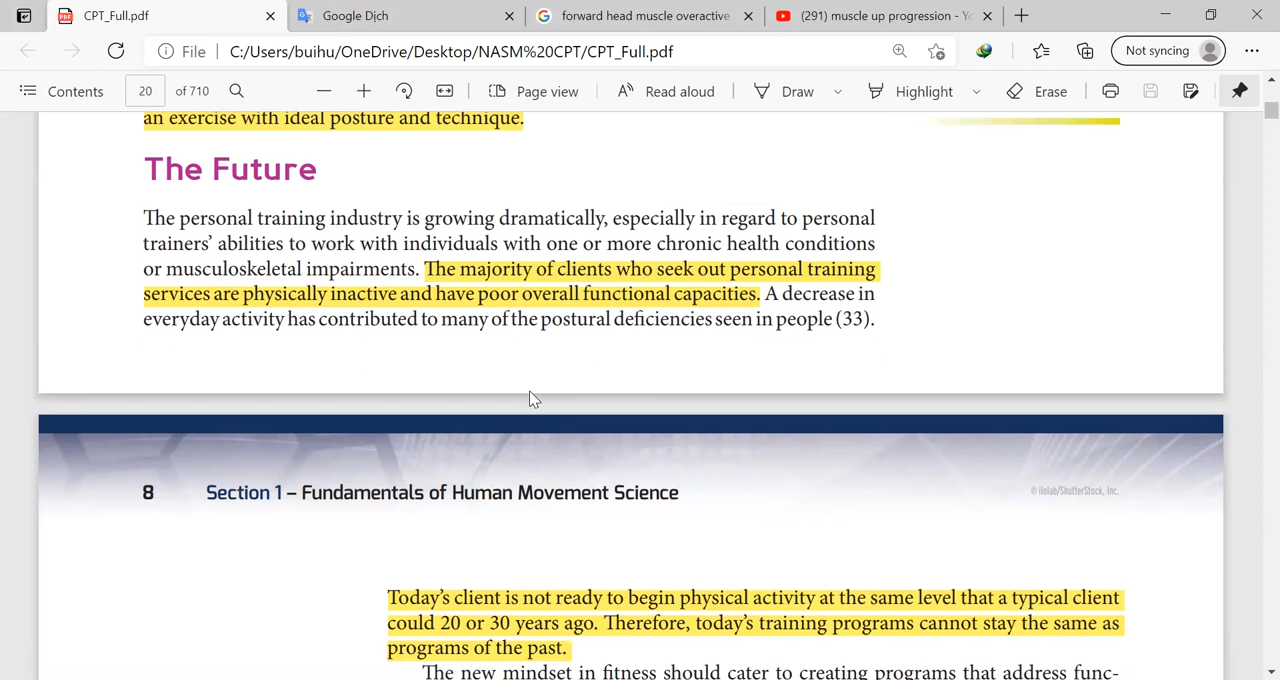 CPT_Full.pdf
Google Dịch
forward head muscle overactive
(291) muscle up progression - Yo
File
C:/Users/buihu/OneDrive/Desktop/NASM%20CPT/CPT_Full.pdf
Not syncing
Contents
20
of 710
Page view
Read aloud
Draw
Highlight
Erase
an exercise with ideal posture and technique.
The Future
The personal training industry is growing dramatically, especially in regard to personal
trainers' abilities to work with individuals with one or more chronic health conditions
or musculoskeletal impairments. The majority of clients who seek out personal training
services are physically inactive and have poor overall functional capacities. A decrease in
everyday activity has contributed to many of the postural deficiencies seen in people (33).
8
Section 1 – Fundamentals of Human Movement Science
© ilolab/ShutterStock, Inc.
Today's client is not ready to begin physical activity at the same level that a typical client
could 20 or 30 years ago. Therefore, today's training programs cannot stay the same as
programs of the past.
The new mindset in fitness should cater to creating programs that address func-